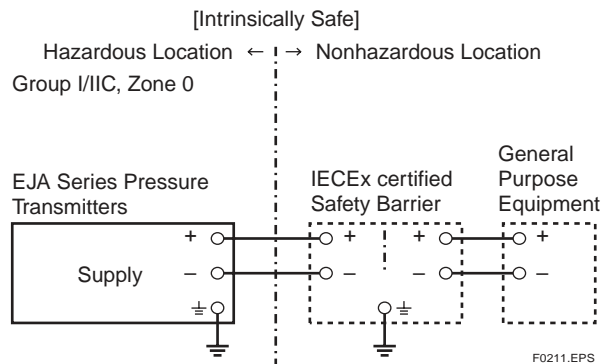 [Intrinsically Safe]
Hazardous Location ← → Nonhazardous Location
Group I/IIC, Zone 0
EJA Series Pressure
Transmitters
IECEx certified
Safety Barrier
General
Purpose
Equipment
+ + + +
Supply
– – – –
F0211.EPS